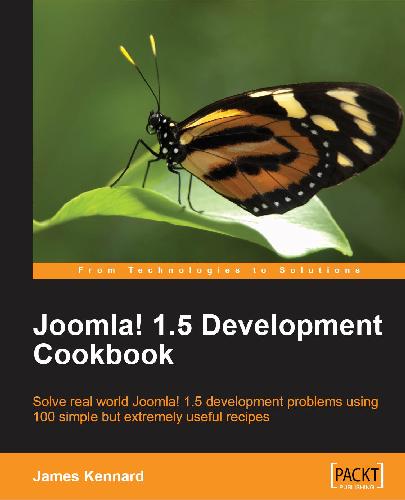 From Technologies to Solutions
Joomla! 1.5 Development
Cookbook
Solve real world Joomla! 1.5 development problems using
100 simple but extremely useful recipes
James Kennard
PACKT
PUBLISHING